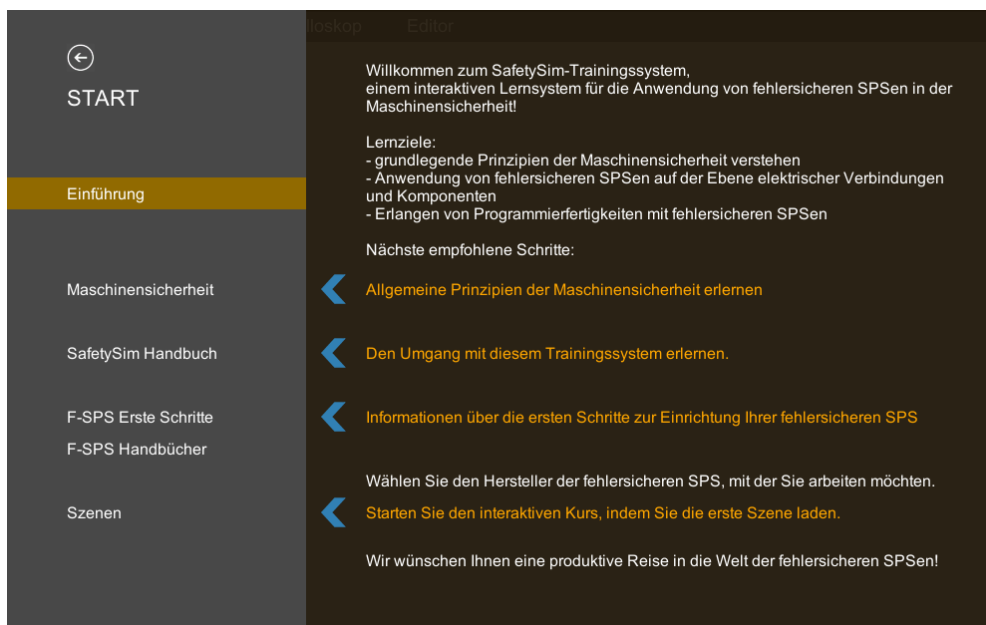 lloskop Editor
START
Einführung
Maschinensicherheit
SafetySim Handbuch
F-SPS Erste Schritte
F-SPS Handbücher
Szenen
Willkommen zum SafetySim-Trainingssystem,
einem interaktiven Lernsystem für die Anwendung von fehlersicheren SPSen in der
Maschinensicherheit!
Lernziele:
- grundlegende Prinzipien der Maschinensicherheit verstehen
- Anwendung von fehlersicheren SPSen auf der Ebene elektrischer Verbindungen
und Komponenten
- Erlangen von Programmierfertigkeiten mit fehlersicheren SPSen
Nächste empfohlene Schritte:
Allgemeine Prinzipien der Maschinensicherheit erlernen
Den Umgang mit diesem Trainingssystem erlernen.
Informationen über die ersten Schritte zur Einrichtung Ihrer fehlersicheren SPS
Wählen Sie den Hersteller der fehlersicheren SPS, mit der Sie arbeiten möchten.
Starten Sie den interaktiven Kurs, indem Sie die erste Szene laden.
Wir wünschen Ihnen eine produktive Reise in die Welt der fehlersicheren SPSen!